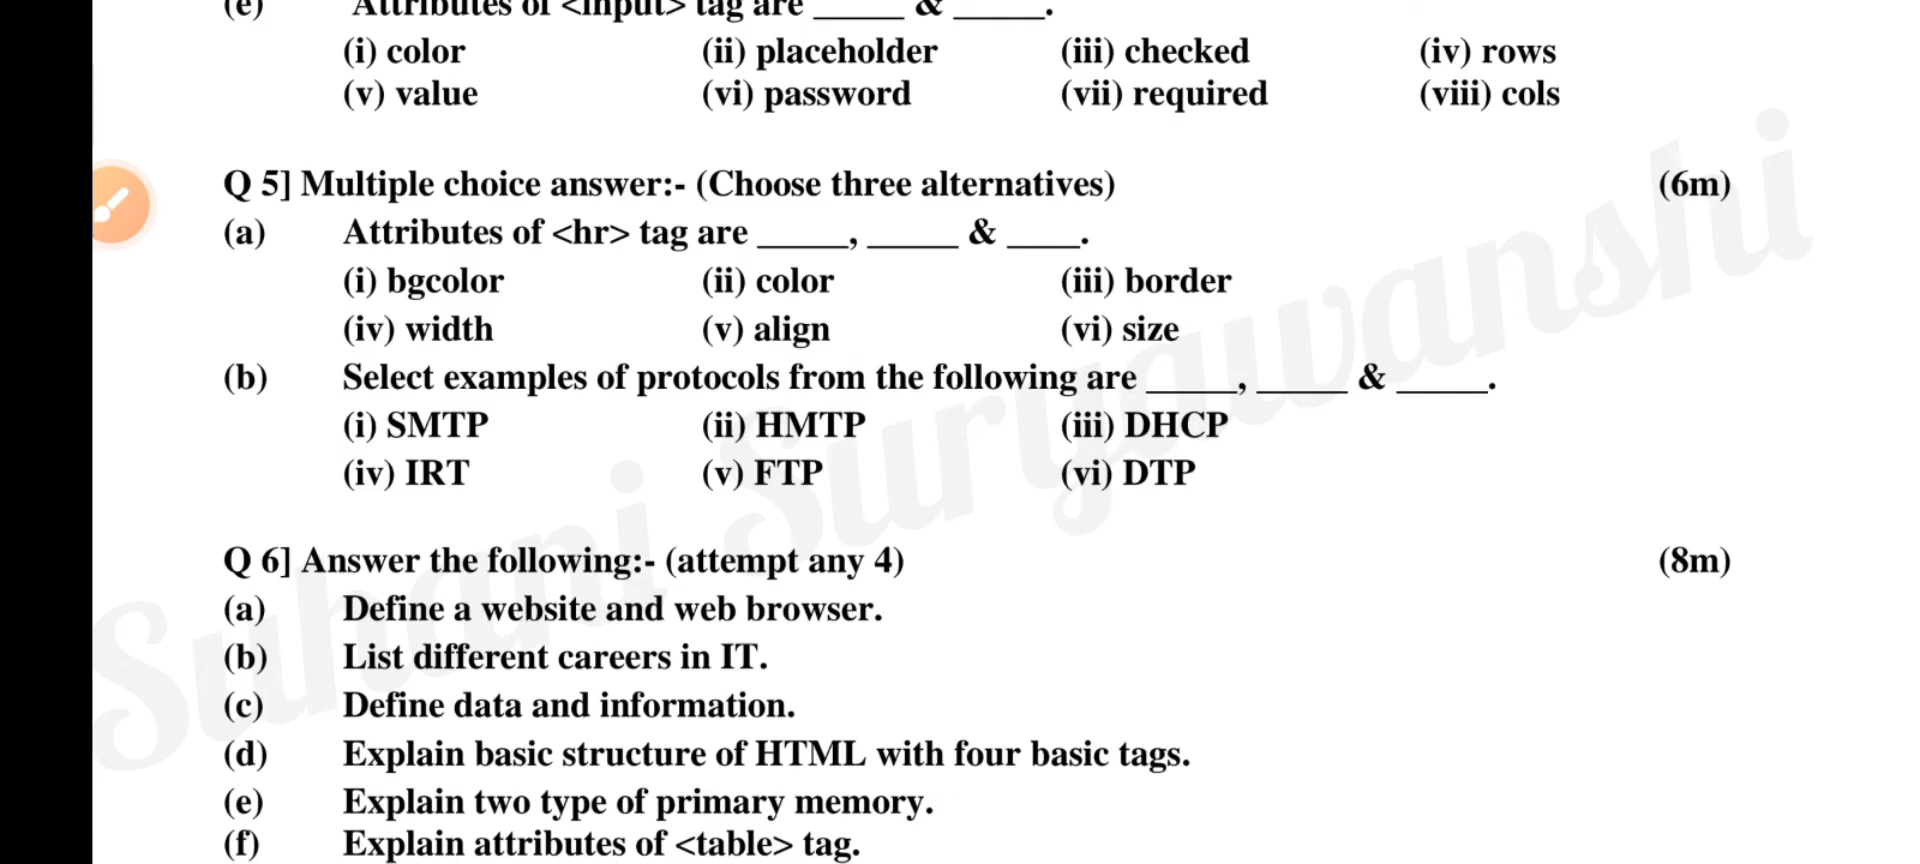 (e) Attributes of <input> tag are _____ & _____.
(i) color (ii) placeholder (iii) checked (iv) rows
(v) value (vi) password (vii) required (viii) cols
Q 5] Multiple choice answer:- (Choose three alternatives) (6m)
(a) Attributes of <hr> tag are _____, _____ & ____.
(i) bgcolor (ii) color (iii) border
(iv) width (v) align (vi) size
(b) Select examples of protocols from the following are _____, _____ & _____.
(i) SMTP (ii) HMTP (iii) DHCP
(iv) IRT (v) FTP (vi) DTP
Q 6] Answer the following:- (attempt any 4) (8m)
(a) Define a website and web browser.
(b) List different careers in IT.
(c) Define data and information.
(d) Explain basic structure of HTML with four basic tags.
(e) Explain two type of primary memory.
(f) Explain attributes of <table> tag.
Suhani Suryawanshi